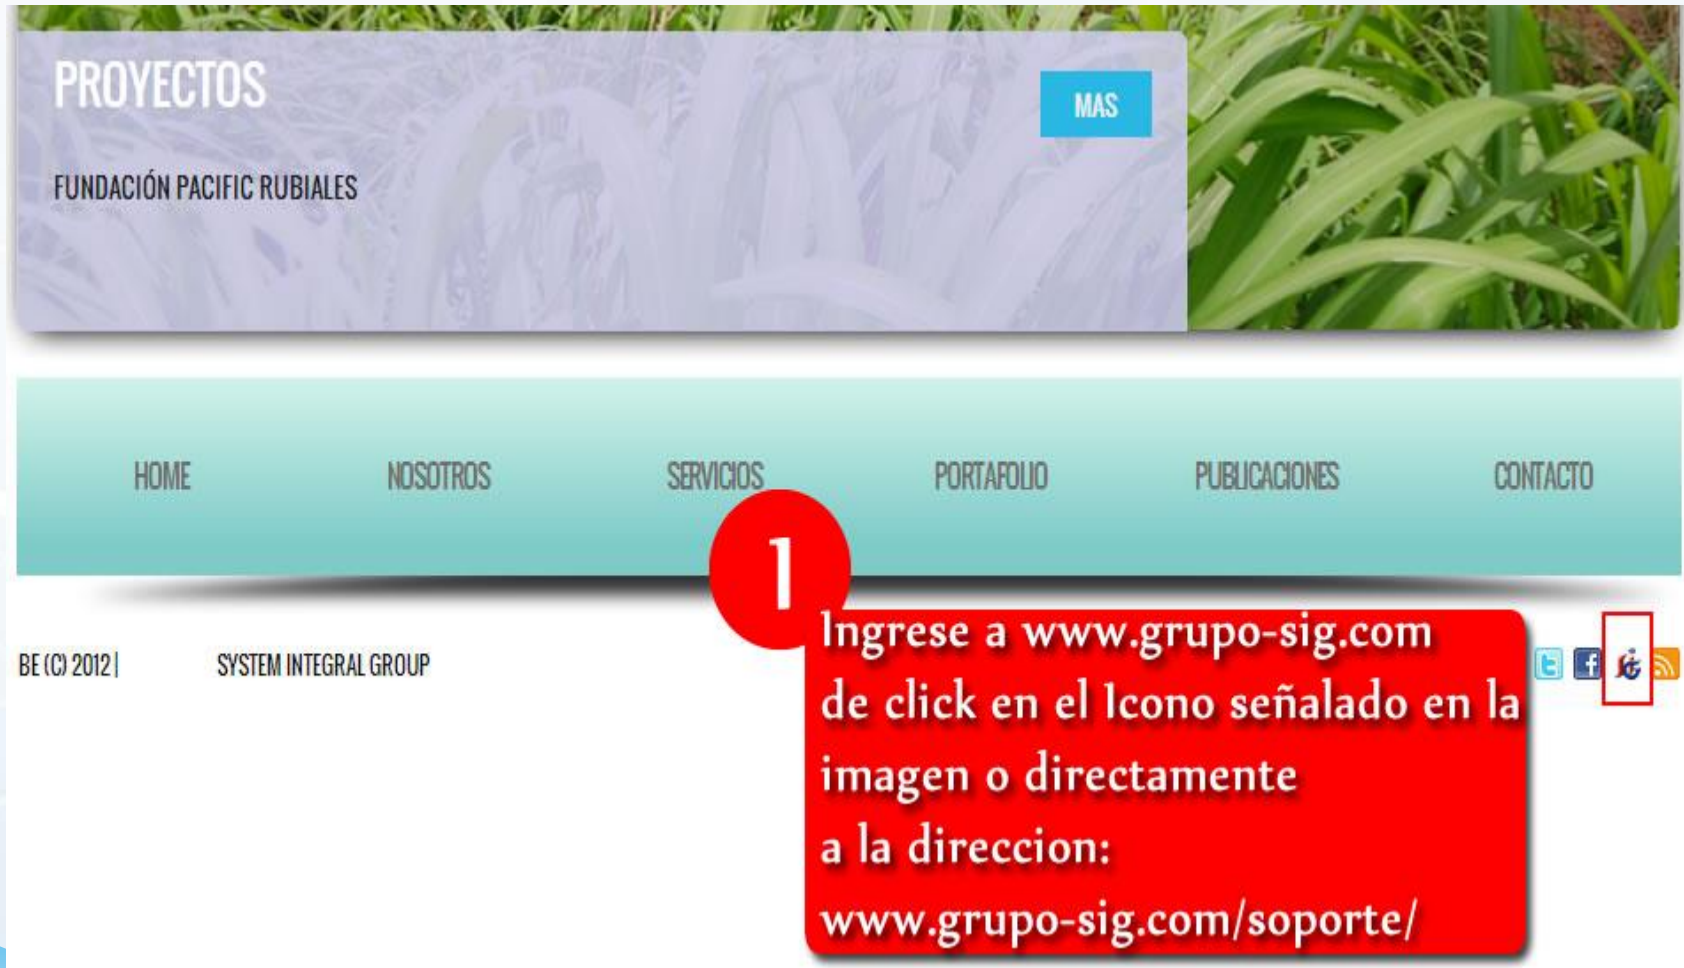 PROYECTOS
MAS
FUNDACIÓN PACIFIC RUBIALES
HOME NOSOTROS SERVICIOS PORTAFOLIO PUBLICACIONES CONTACTO
1
Ingrese a www.grupo-sig.com
de click en el Icono señalado en la
imagen o directamente
a la direccion:
www.grupo-sig.com/soporte/
BE (C) 2012 | SYSTEM INTEGRAL GROUP